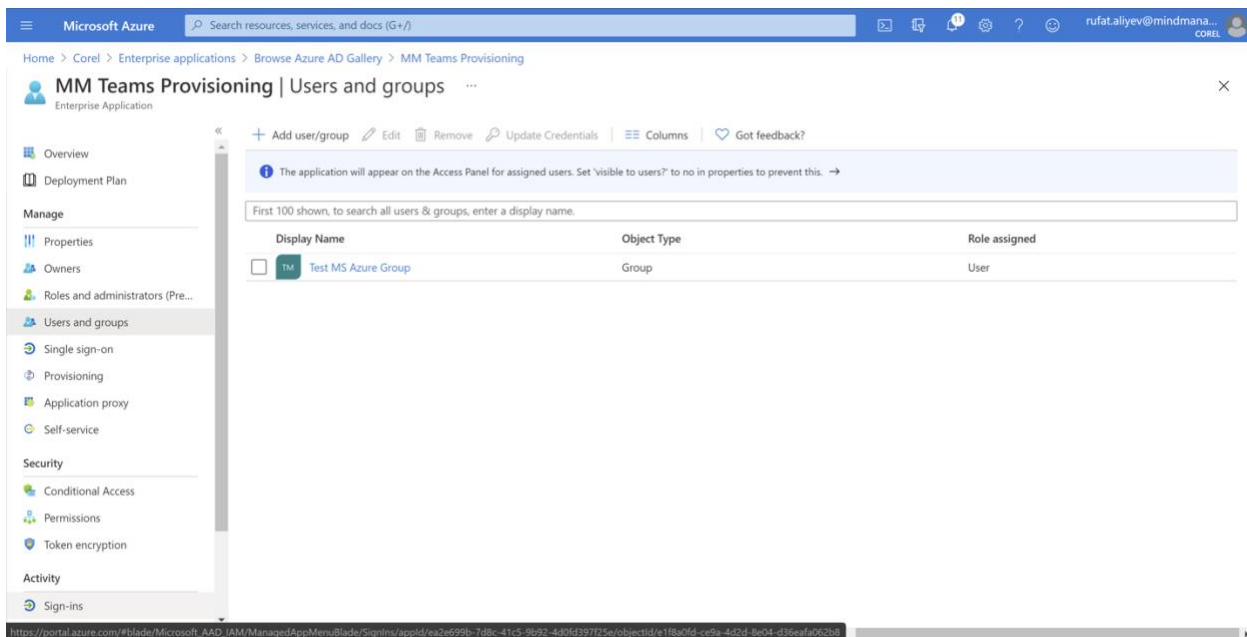 Microsoft Azure
Search resources, services, and docs (G+/)
11
rufat.aliyev@mindmana...
COREL
Home > Corel > Enterprise applications > Browse Azure AD Gallery > MM Teams Provisioning
MM Teams Provisioning | Users and groups ...
Enterprise Application
Overview
Deployment Plan
Manage
Properties
Owners
Roles and administrators (Pre...
Users and groups
Single sign-on
Provisioning
Application proxy
Self-service
Security
Conditional Access
Permissions
Token encryption
Activity
Sign-ins
Add user/group Edit Remove Update Credentials Columns Got feedback?
The application will appear on the Access Panel for assigned users. Set 'visible to users?' to no in properties to prevent this. →
First 100 shown, to search all users & groups, enter a display name.
Display Name Object Type Role assigned
TM Test MS Azure Group Group User
https://portal.azure.com/#blade/Microsoft_AAD_IAM/ManagedAppMenuBlade/SignIns/appId/ea2e699b-7d8c-41c5-9b92-4d0fd397f25e/objectId/e1f8a0fd-ce9a-4d2d-8e04-d36eafa062b8